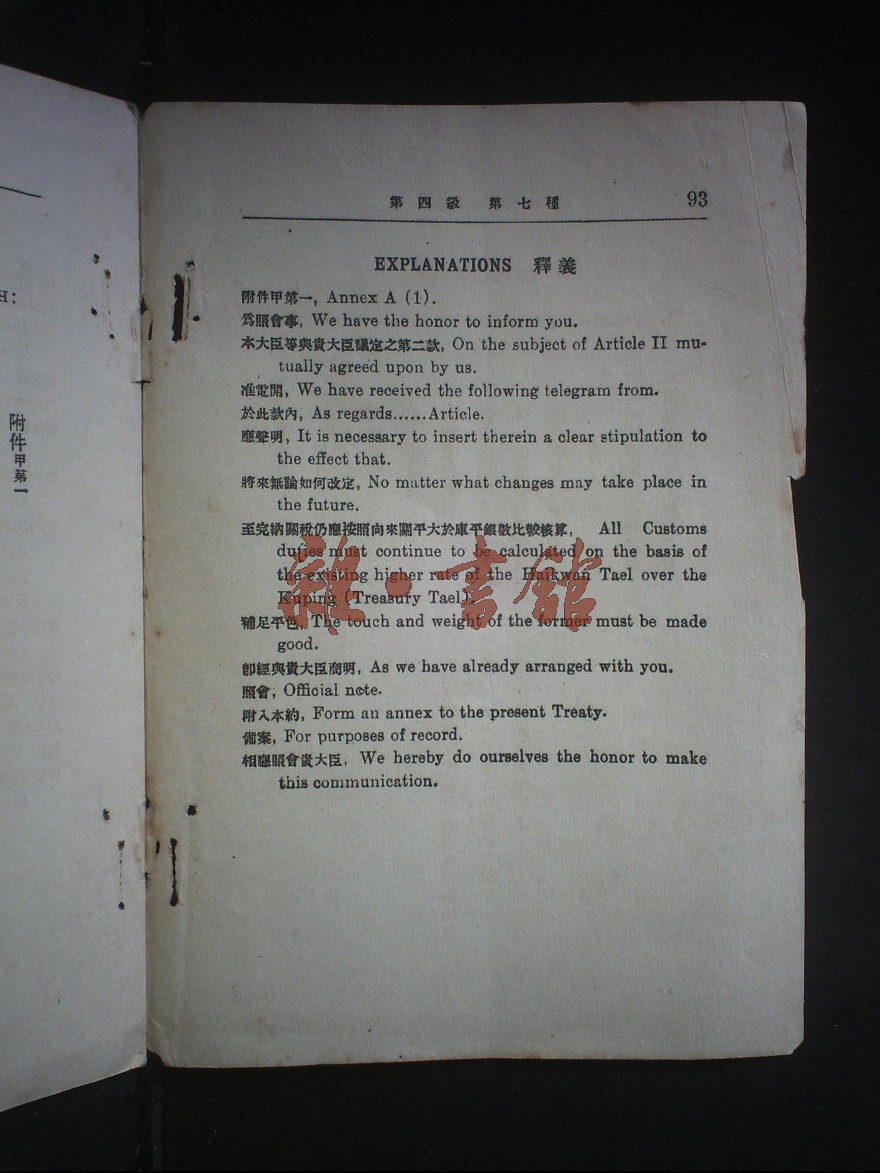 H:
附件甲第一
第四級 第七種 93
EXPLANATIONS 釋義
附件甲第一, Annex A (1).
爲照會事, We have the honor to inform you.
本大臣等與貴大臣議定之第二款, On the subject of Article II mu-
tually agreed upon by us.
准電開, We have received the following telegram from.
於此款內, As regards......Article.
應聲明, It is necessary to insert therein a clear stipulation to
the effect that.
將來無論如何改定, No matter what changes may take place in
the future.
至完納關稅仍應按照向來關平大於庫平銀數比較核算, All Customs
duties must continue to be calculated on the basis of
the existing higher rate of the Haikwan Tael over the
Kuping (Treasury Tael).
補足平色, The touch and weight of the former must be made
good.
卽經與貴大臣商明, As we have already arranged with you.
照會, Official note.
附入本約, Form an annex to the present Treaty.
備案, For purposes of record.
相應照會貴大臣, We hereby do ourselves the honor to make
this communication.
雜·書館